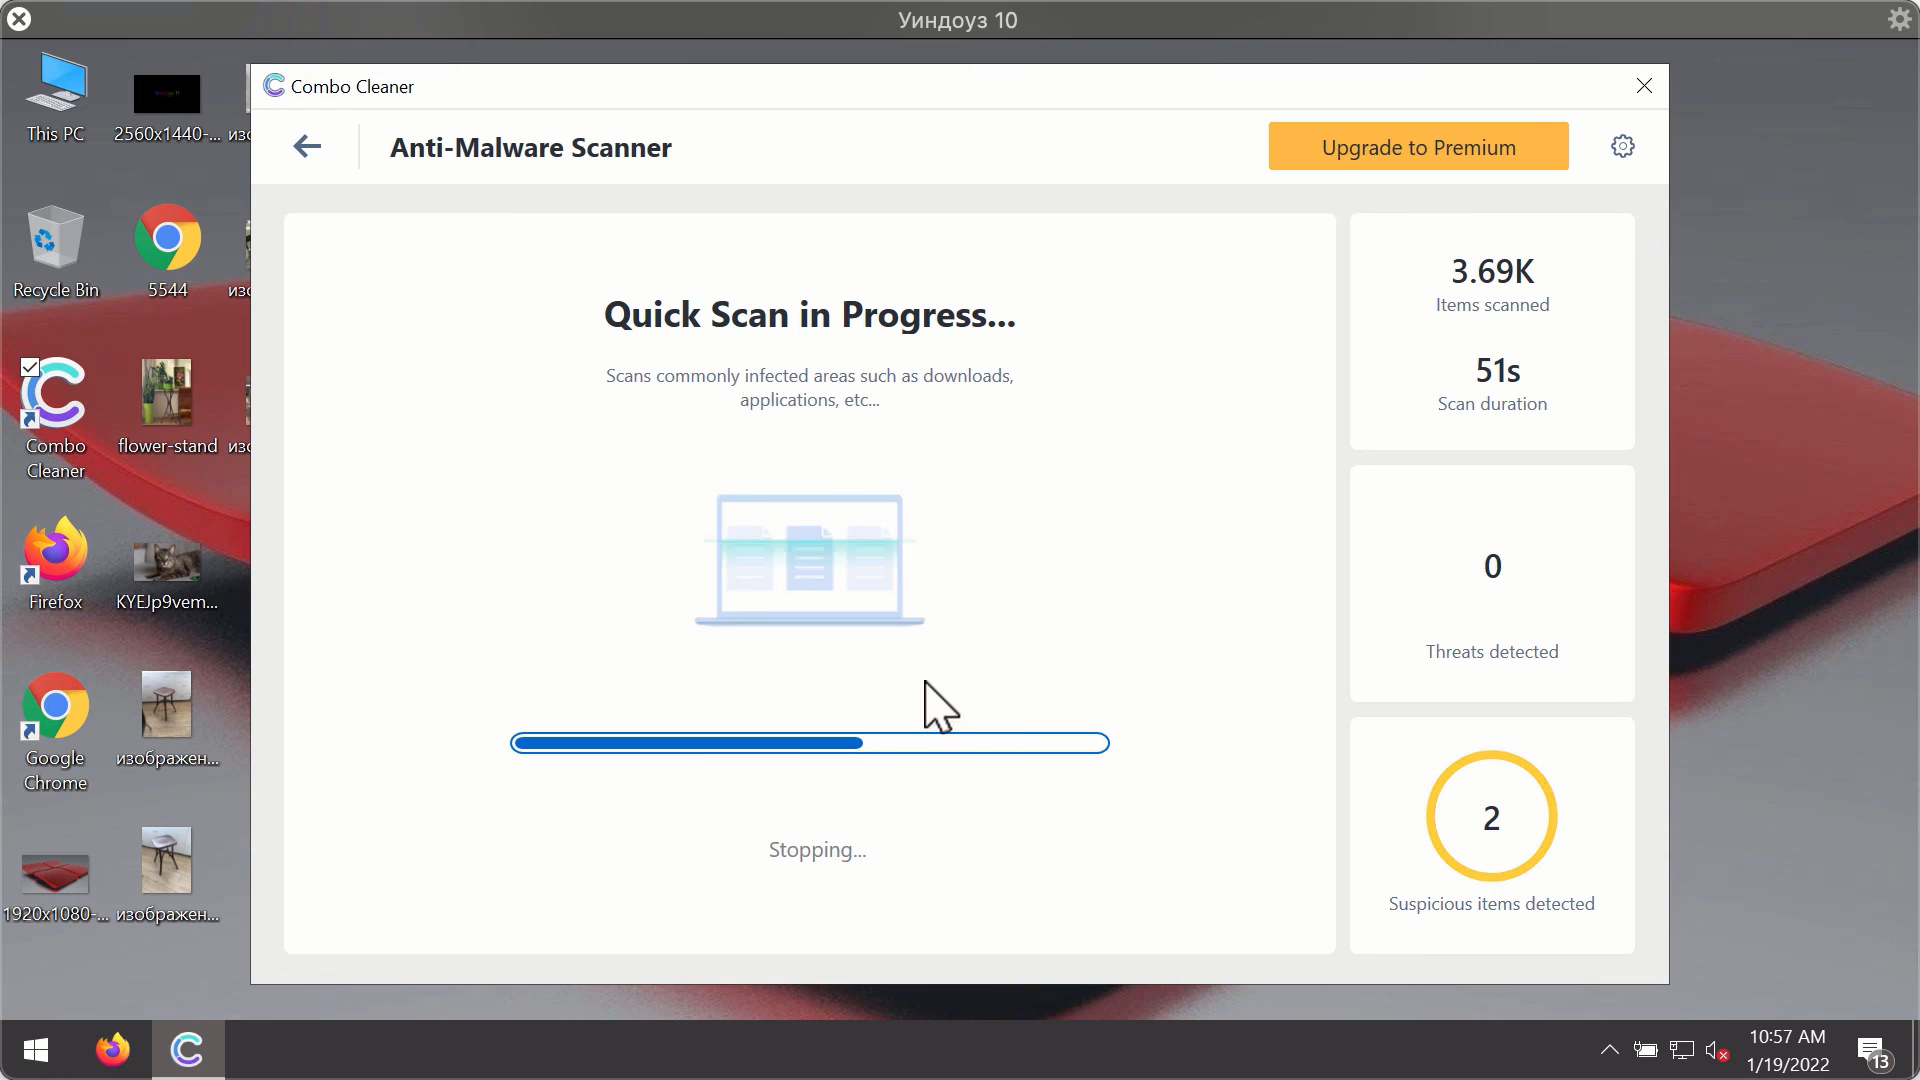 Уиндоуз 10
This PC
2560x1440-...
изо
Combo Cleaner
Anti-Malware Scanner
Upgrade to Premium
Recycle Bin
5544
изо
Combo
Cleaner
flower-stand
изо
Firefox
KYEJp9vem...
Google
Chrome
изображен...
1920x1080-...
изображен...
Quick Scan in Progress...
Scans commonly infected areas such as downloads,
applications, etc...
Stopping...
3.69K
Items scanned
51s
Scan duration
0
Threats detected
2
Suspicious items detected
10:57 AM
1/19/2022
13